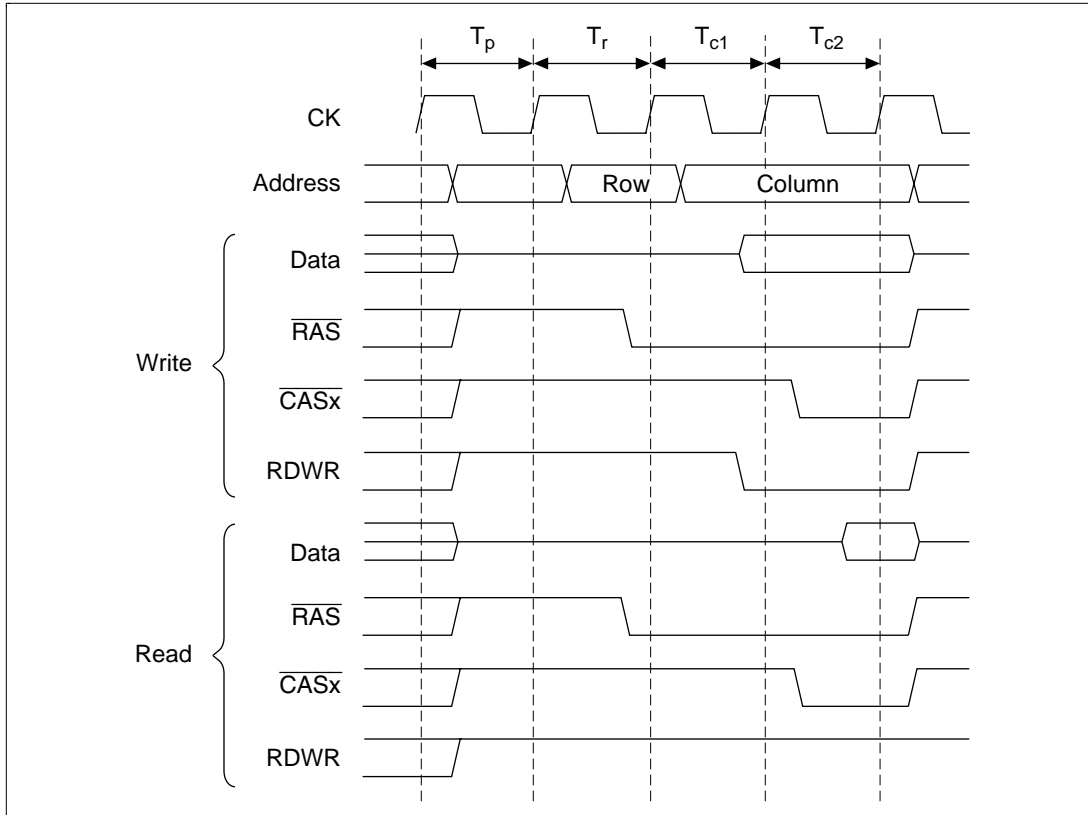 Tp Tr Tc1 Tc2
CK
Address Row Column
Data
RAS
Write
CASx
RDWR
Data
RAS
Read
CASx
RDWR